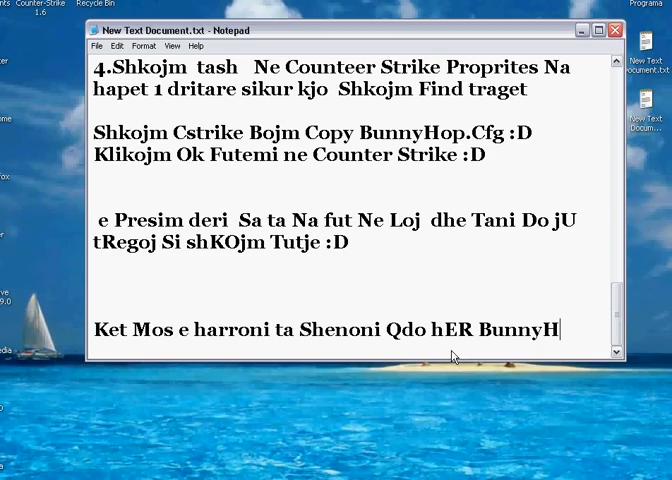 Counter-Strike
1.6
Recycle Bin
Programa
New Text Document.txt - Notepad
File Edit Format View Help
4.Shkojm tash Ne Counteer Strike Proprites Na
hapet 1 dritare sikur kjo Shkojm Find traget
Shkojm Cstrike Bojm Copy BunnyHop.Cfg :D
Klikojm Ok Futemi ne Counter Strike :D
e Presim deri Sa ta Na fut Ne Loj dhe Tani Do jU
tRegoj Si shKOjm Tutje :D
Ket Mos e harroni ta Shenoni Qdo hER BunnyH
New Text
Document.txt
New Text
Docum...